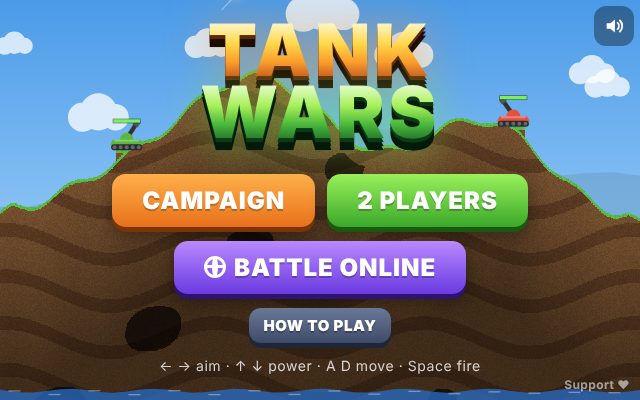 TANK
WARS
CAMPAIGN
2 PLAYERS
BATTLE ONLINE
HOW TO PLAY
← → aim · ↑ ↓ power · A D move · Space fire
Support ♥